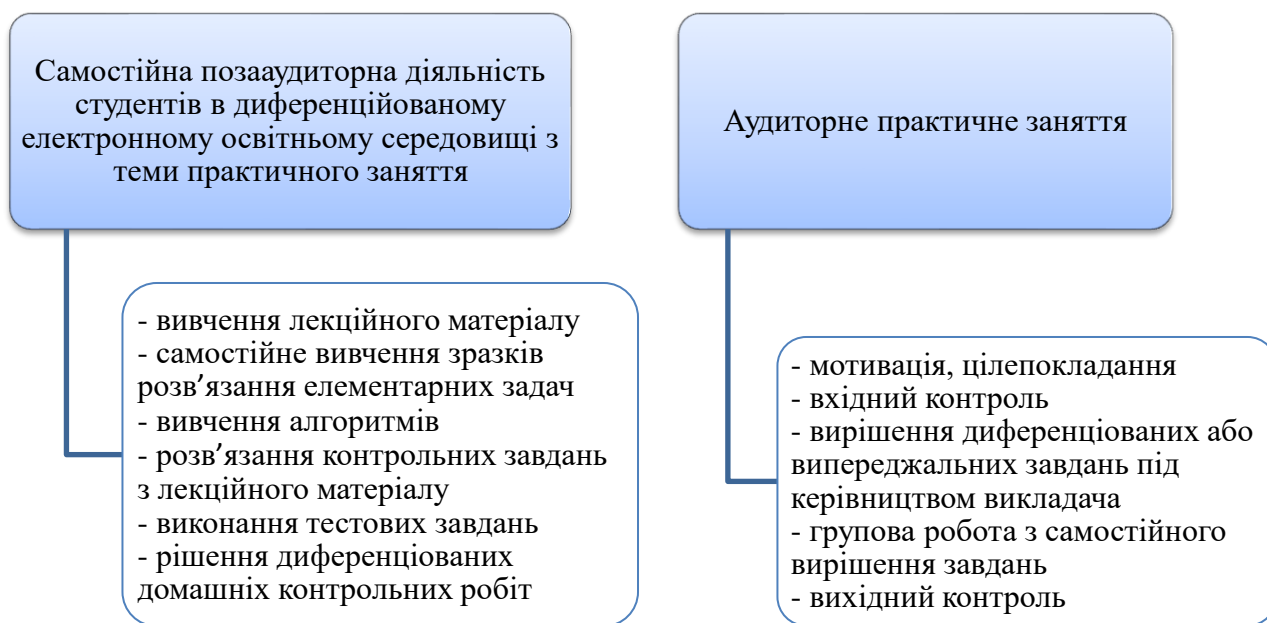 Самостійна позааудиторна діяльність
студентів в диференційованому
електронному освітньому середовищі з
теми практичного заняття
- вивчення лекційного матеріалу
- самостійне вивчення зразків
розв’язання елементарних задач
- вивчення алгоритмів
- розв’язання контрольних завдань
з лекційного матеріалу
- виконання тестових завдань
- рішення диференціованих
домашніх контрольних робіт
Аудиторне практичне заняття
- мотивація, цілепокладання
- вхідний контроль
- вирішення диференціованих або
випереджальних завдань під
керівництвом викладача
- групова робота з самостійного
вирішення завдань
- вихідний контроль